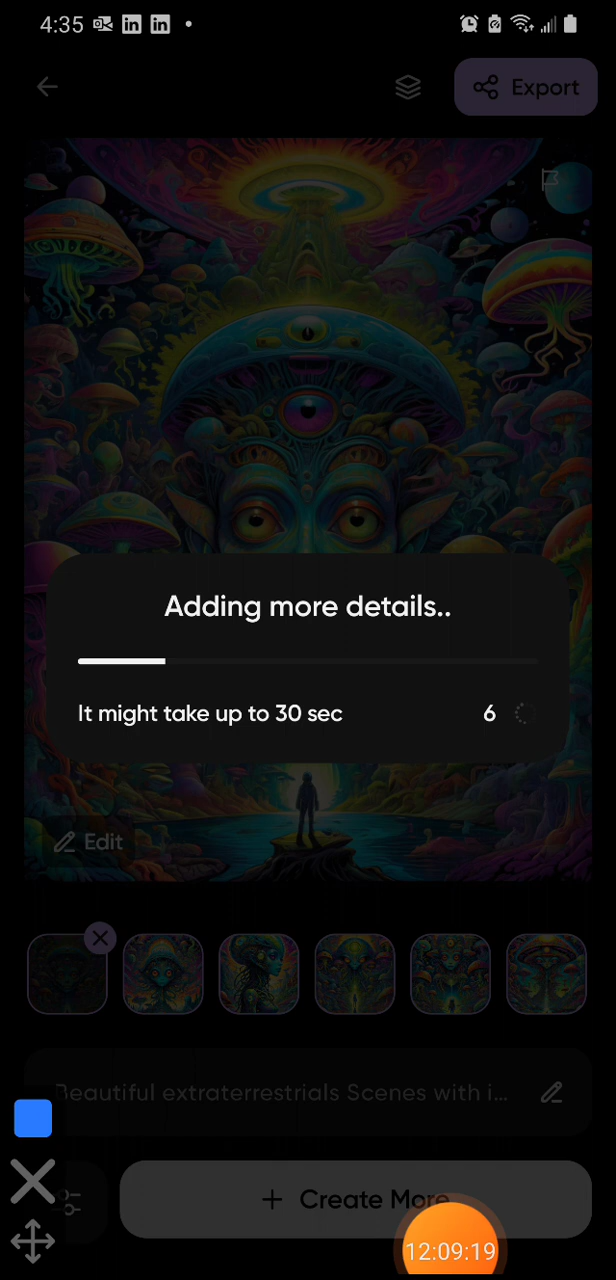 4:35
Export
Adding more details..
It might take up to 30 sec
6
Edit
Beautiful extraterrestrials Scenes with i...
+ Create More
12:09:19